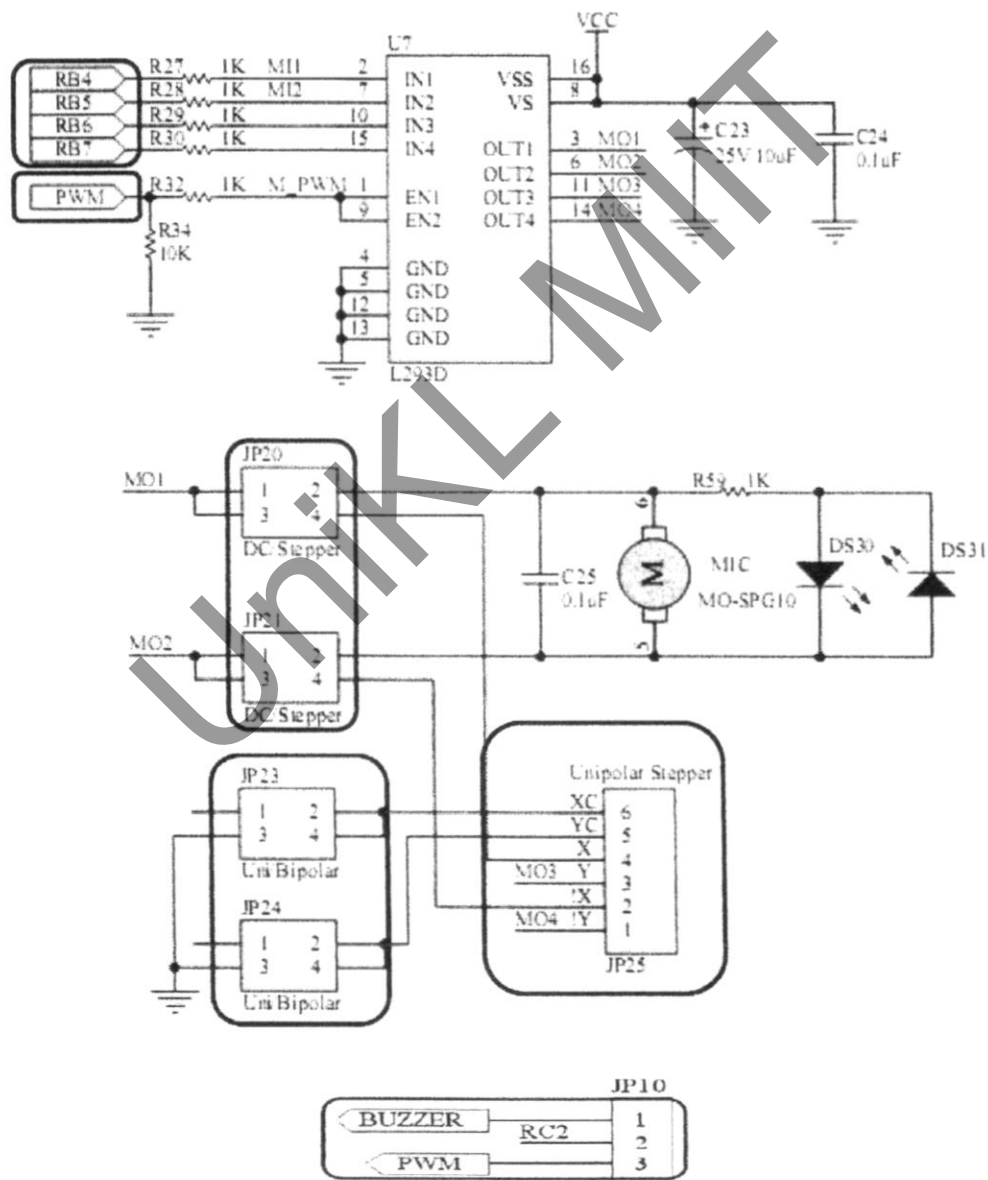 VCC
U7
RB4 R27 1K MI1 2 IN1 VSS 16
RB5 R28 1K MI2 7 IN2 VS 8
RB6 R29 1K 10 IN3
RB7 R30 1K 15 IN4 OUT1 3 MO1
OUT2 6 MO2
PWM R32 1K M_PWM 1 EN1 OUT3 11 MO3
9 EN2 OUT4 14 MO4
C23
25V 10uF
C24
0.1uF
R34
10K
4 GND
5 GND
12 GND
13 GND
L293D
JP20
MO1 1 2
3 4
DC/Stepper
R59 1K
6
M
5
MIC
MO-SPG10
C25
0.1uF
DS30
DS31
JP21
MO2 1 2
3 4
DC/Stepper
JP23
1 2
3 4
Uni/Bipolar
JP24
1 2
3 4
Uni/Bipolar
Unipolar Stepper
XC 6
YC 5
X 4
MO3 Y 3
!X 2
MO4 !Y 1
JP25
JP10
BUZZER 1
RC2 2
PWM 3
UniKL MIT